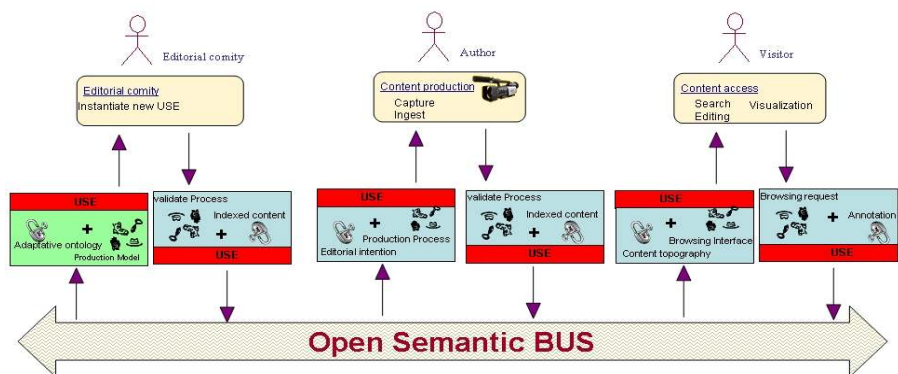 Editorial comity
Author
Visitor
Editorial comity
Instantiate new USE
Content production
Capture
Ingest
Content access
Search
Visualization
Editing
USE
+
Adaptative ontology
Production Model
validate Process
Indexed content
+
USE
USE
+
Production Process
Editorial intention
validate Process
Indexed content
+
USE
USE
+
Browsing Interface
Content topography
Browsing request
+ Annotation
USE
Open Semantic BUS